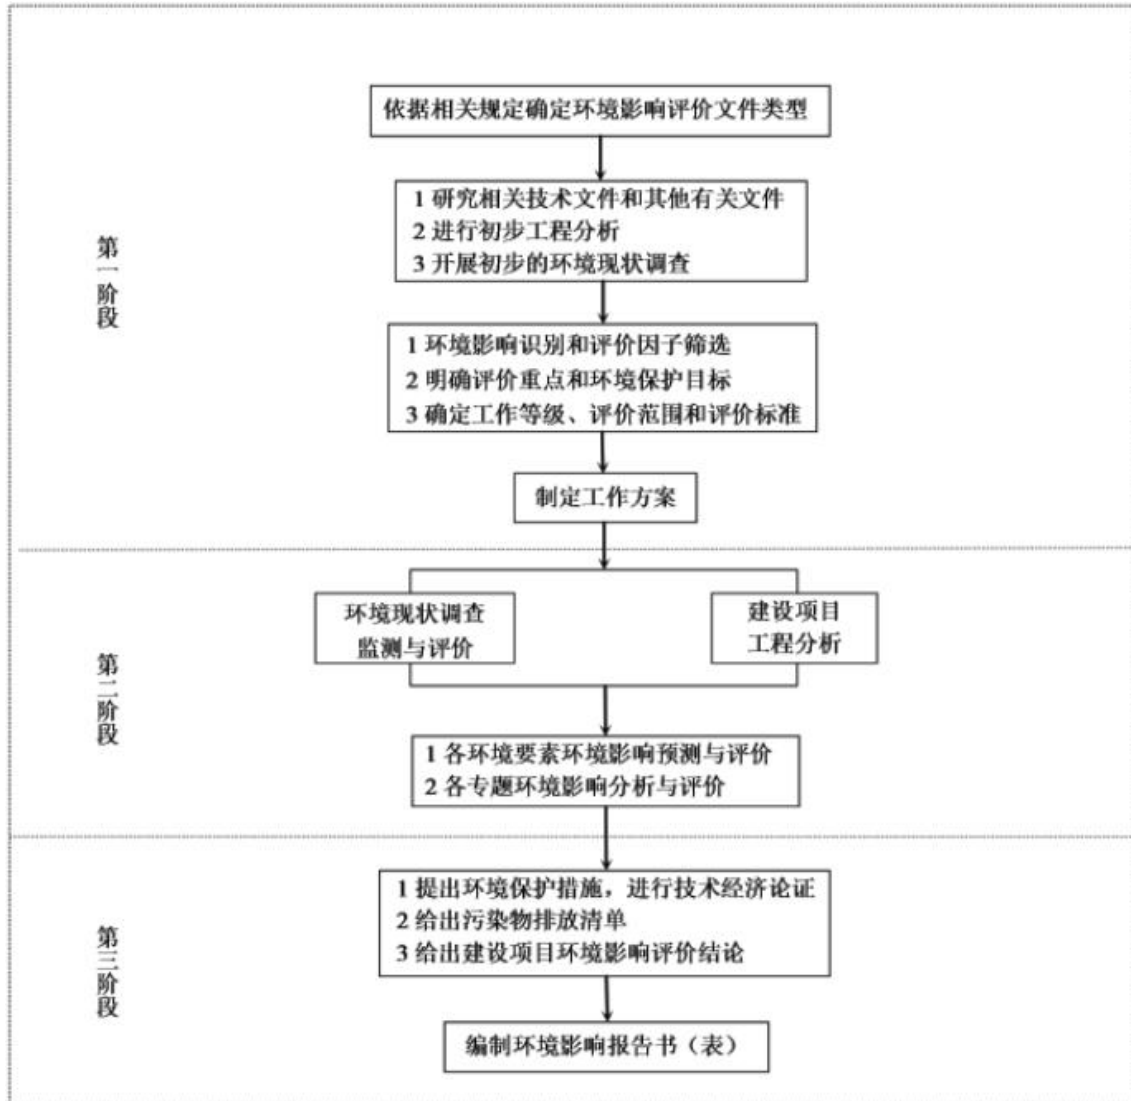 依据相关规定确定环境影响评价文件类型
1 研究相关技术文件和其他有关文件
2 进行初步工程分析
3 开展初步的环境现状调查
第一阶段
1 环境影响识别和评价因子筛选
2 明确评价重点和环境保护目标
3 确定工作等级、评价范围和评价标准
制定工作方案
环境现状调查
监测与评价
建设项目
工程分析
第二阶段
1 各环境要素环境影响预测与评价
2 各专题环境影响分析与评价
1 提出环境保护措施，进行技术经济论证
2 给出污染物排放清单
3 给出建设项目环境影响评价结论
第三阶段
编制环境影响报告书（表）